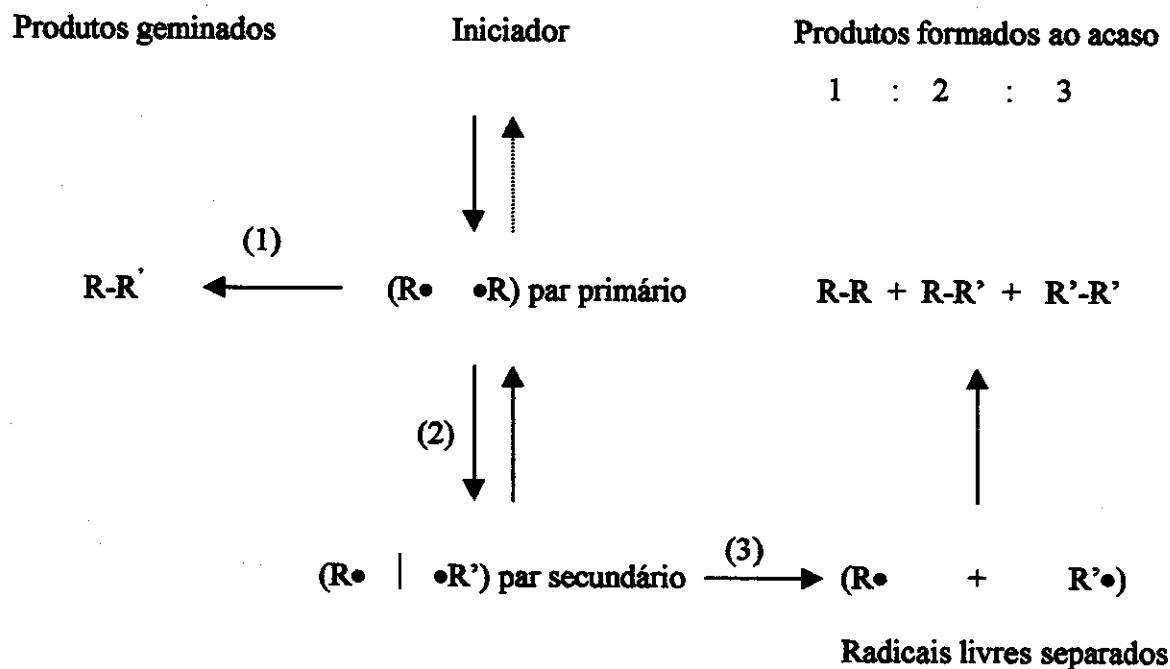 Produtos geminados Iniciador Produtos formados ao acaso
1 : 2 : 3
(1)
R-R' (R• •R) par primário R-R + R-R' + R'-R'
(2)
(R• | •R') par secundário (3) (R• + R'•)
Radicais livres separados